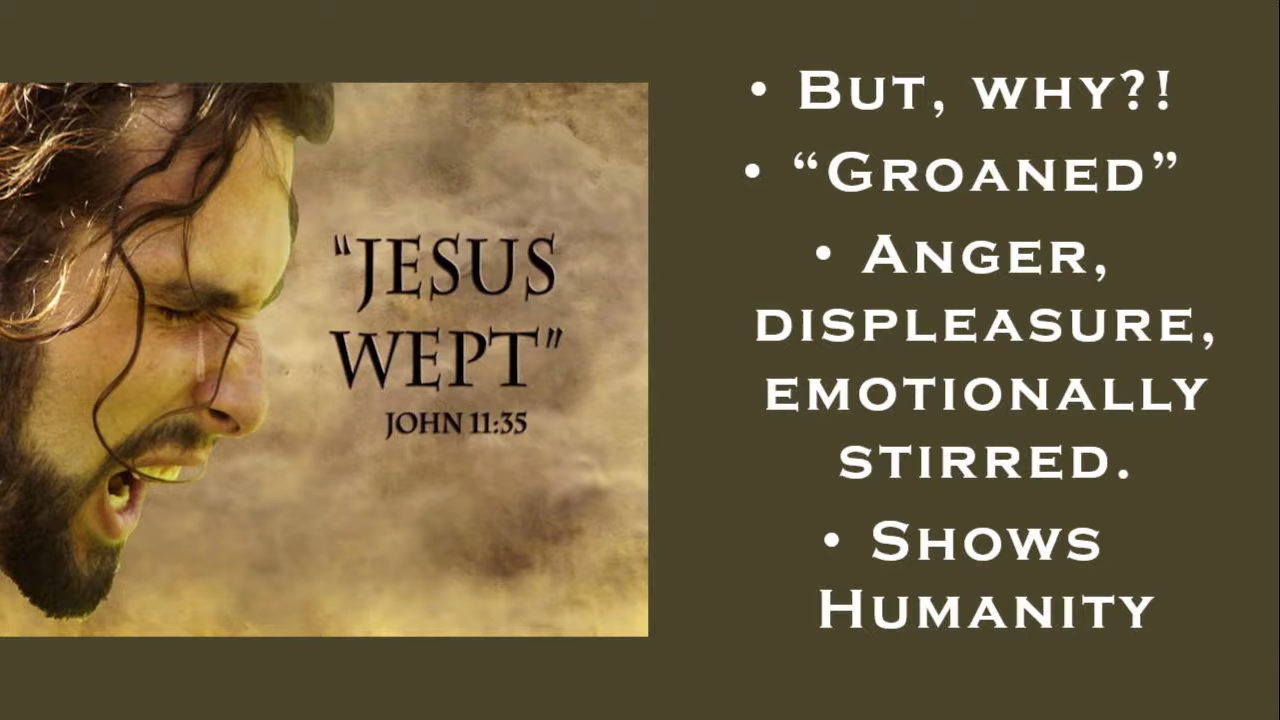 “JESUS
WEPT”
JOHN 11:35
• BUT, WHY?!
• “GROANED”
• ANGER,
DISPLEASURE,
EMOTIONALLY
STIRRED.
• SHOWS
HUMANITY